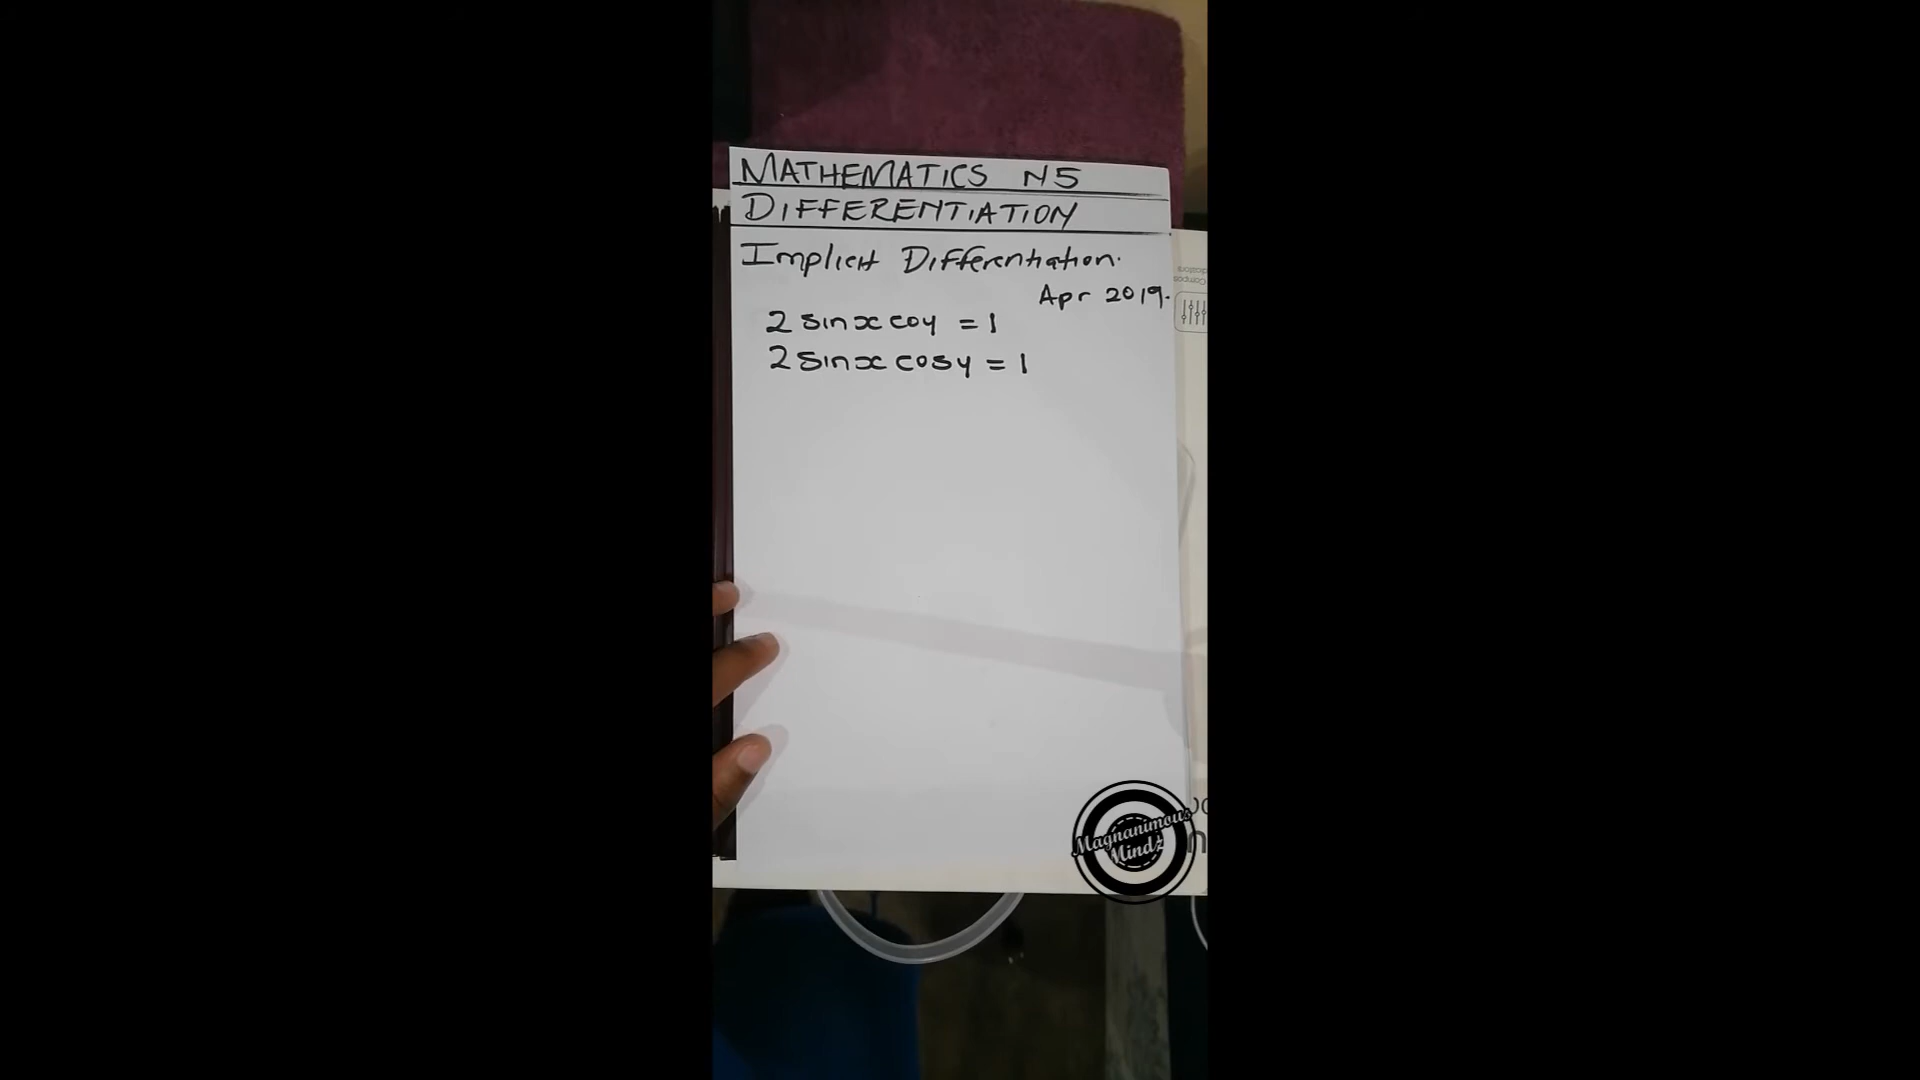 MATHEMATICS N5
DIFFERENTIATION
Implicit Differentiation.
Apr 2019.
2 sin x coy = 1
2 sin x cos y = 1
Magnanimous
Mindz